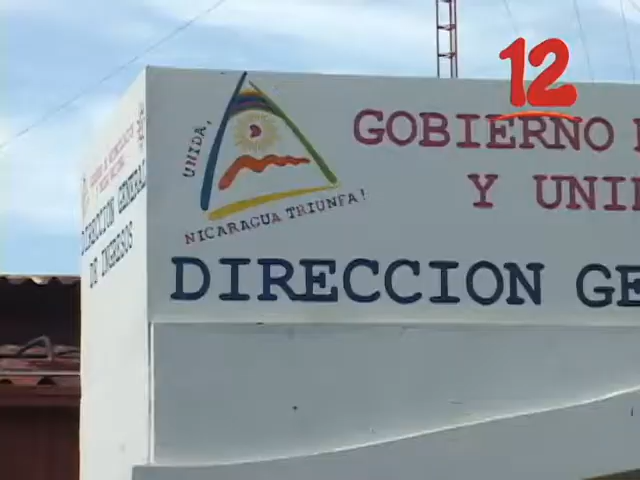 12
UNIDA,
NICARAGUA TRIUNFA!
GOBIERNO
Y UNI
DIRECCION GE
DIRECCION GENERAL
DE INGRESOS